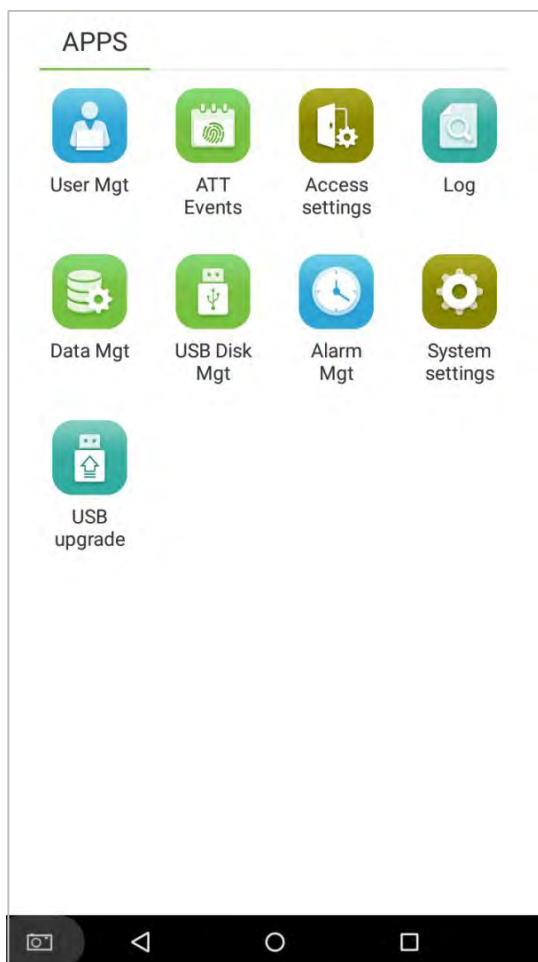 APPS
User Mgt
ATT
Events
Access
settings
Log
Data Mgt
USB Disk
Mgt
Alarm
Mgt
System
settings
USB
upgrade